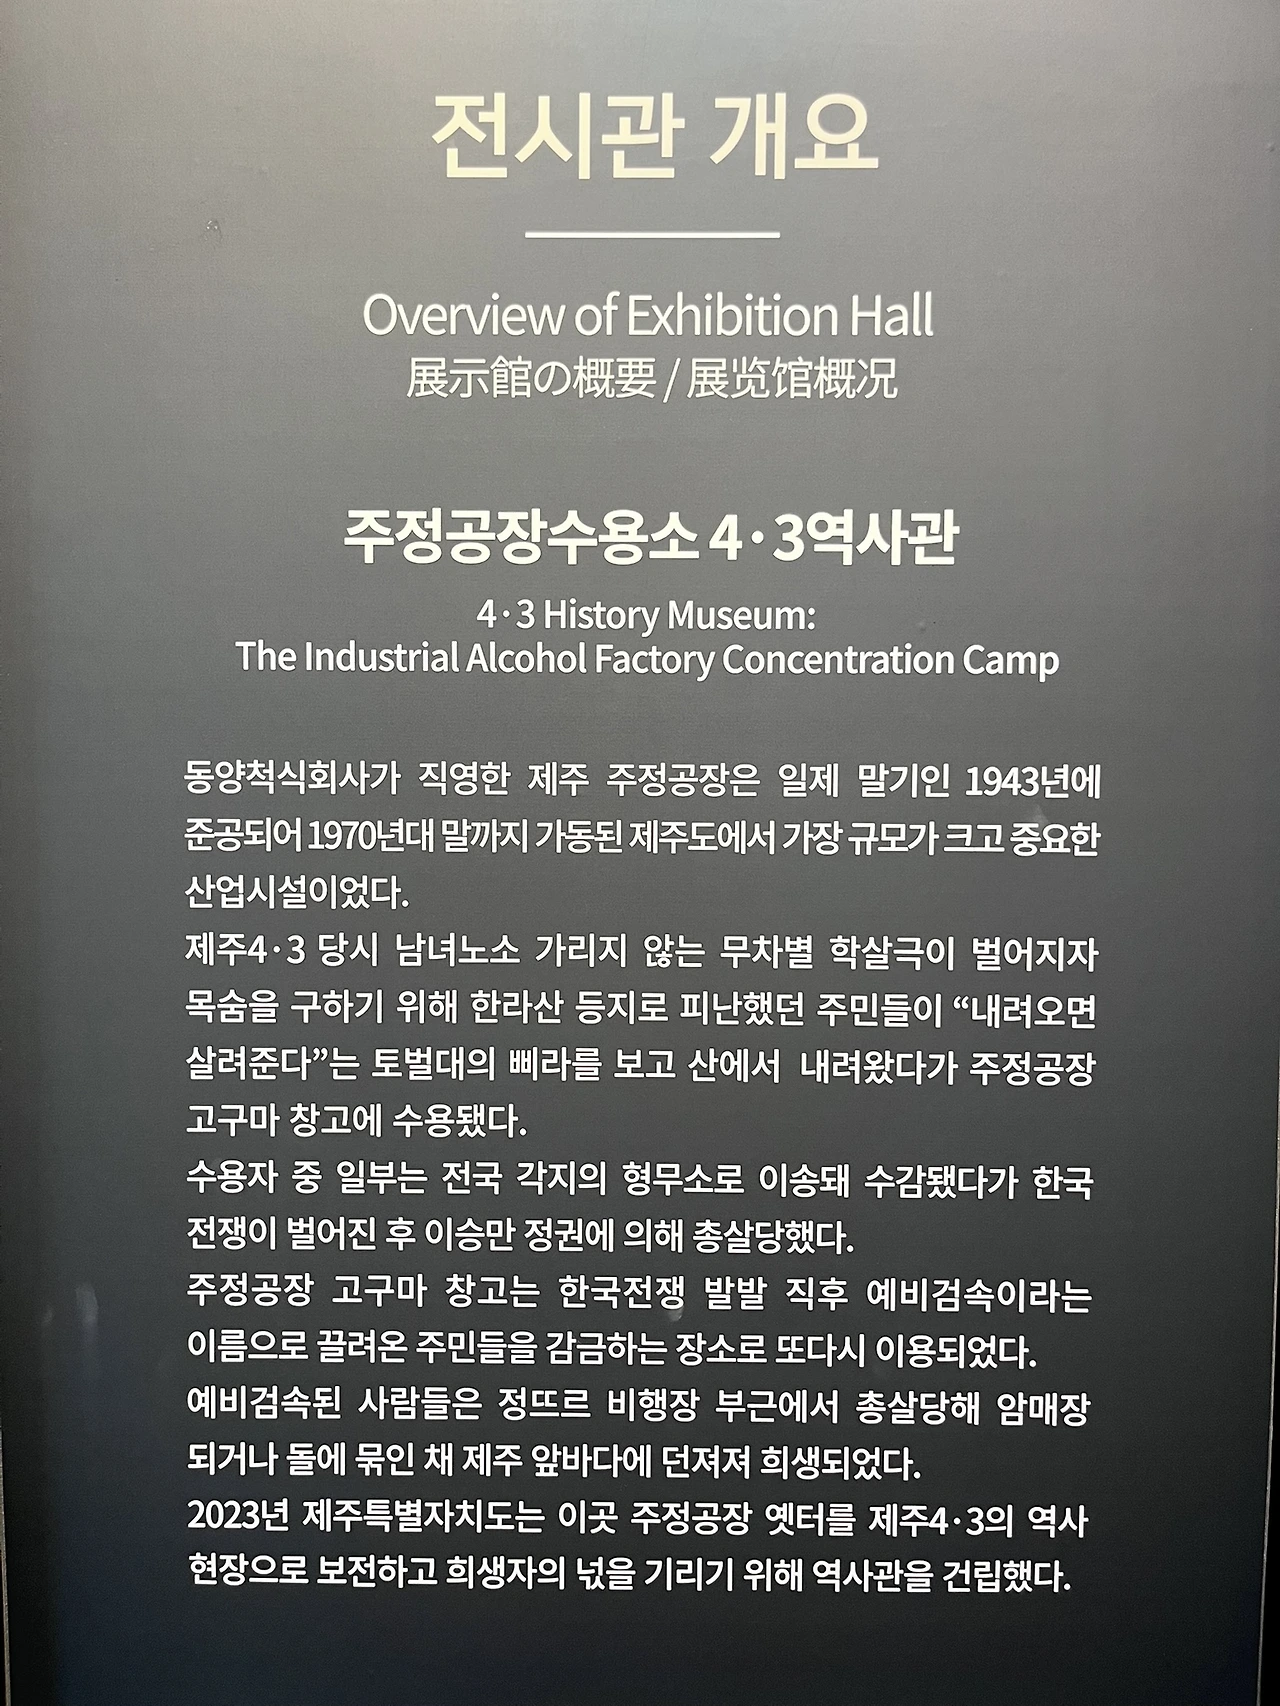 전시관 개요
Overview of Exhibition Hall
展示館の概要 / 展览馆概况
주정공장수용소 4·3역사관
4·3 History Museum:
The Industrial Alcohol Factory Concentration Camp
동양척식회사가 직영한 제주 주정공장은 일제 말기인 1943년에
준공되어 1970년대 말까지 가동된 제주도에서 가장 규모가 크고 중요한
산업시설이었다.
제주4·3 당시 남녀노소 가리지 않는 무차별 학살극이 벌어지자
목숨을 구하기 위해 한라산 등지로 피난했던 주민들이 “내려오면
살려준다”는 토벌대의 삐라를 보고 산에서 내려왔다가 주정공장
고구마 창고에 수용됐다.
수용자 중 일부는 전국 각지의 형무소로 이송돼 수감됐다가 한국
전쟁이 벌어진 후 이승만 정권에 의해 총살당했다.
주정공장 고구마 창고는 한국전쟁 발발 직후 예비검속이라는
이름으로 끌려온 주민들을 감금하는 장소로 또다시 이용되었다.
예비검속된 사람들은 정뜨르 비행장 부근에서 총살당해 암매장
되거나 돌에 묶인 채 제주 앞바다에 던져져 희생되었다.
2023년 제주특별자치도는 이곳 주정공장 옛터를 제주4·3의 역사
현장으로 보전하고 희생자의 넋을 기리기 위해 역사관을 건립했다.